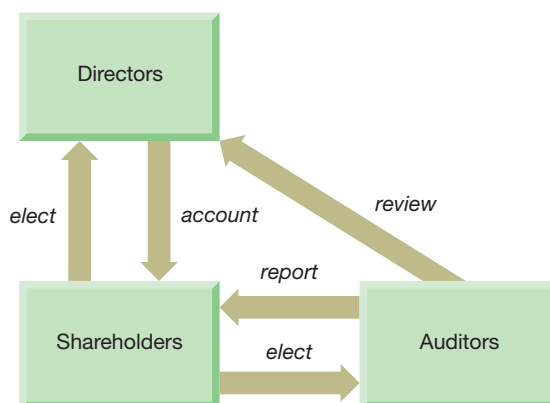 Directors
elect
account
review
report
Shareholders
Auditors
elect